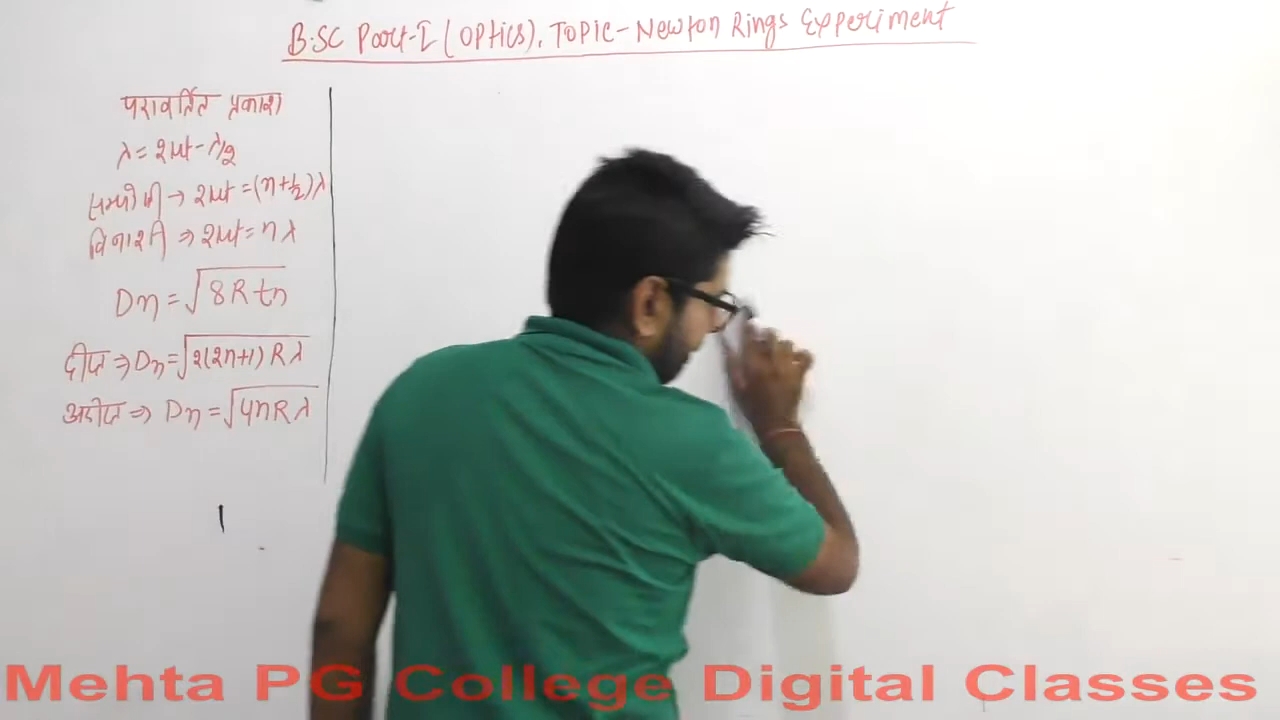 B.SC Part-I (Optics). Topic-Newton Rings Experiment
परावर्तित प्रकाश
λ = 2μt - λ/2
→ 2μt = (n+1/2)λ
विनाशी ⇒ 2μt = nλ
Dn = √8Rtn
दीप्त ⇒ Dn = √2(2n+1)Rλ
अदीप्त ⇒ Dn = √4nRλ
Mehta PG College Digital Classes